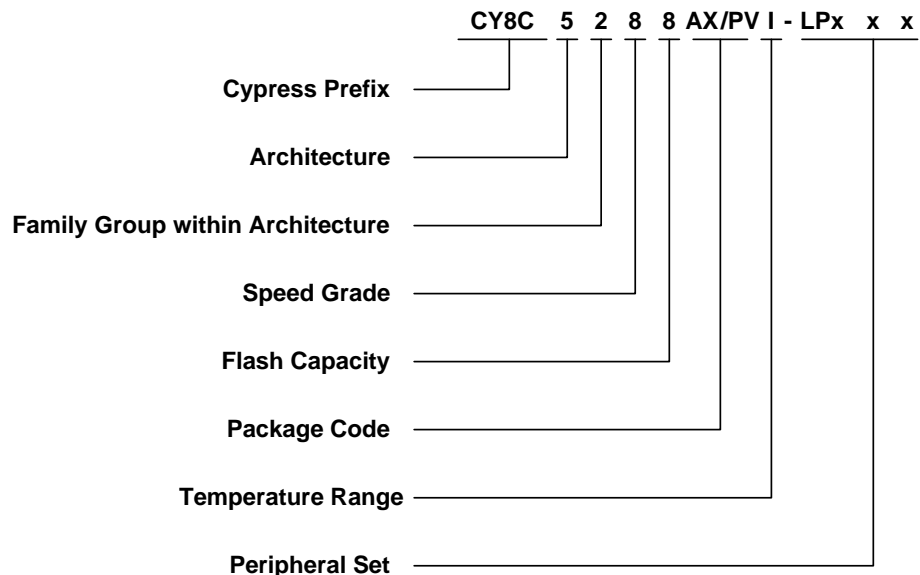 CY8C 5 2 8 8 AX/PV I - LPx x x
Cypress Prefix
Architecture
Family Group within Architecture
Speed Grade
Flash Capacity
Package Code
Temperature Range
Peripheral Set